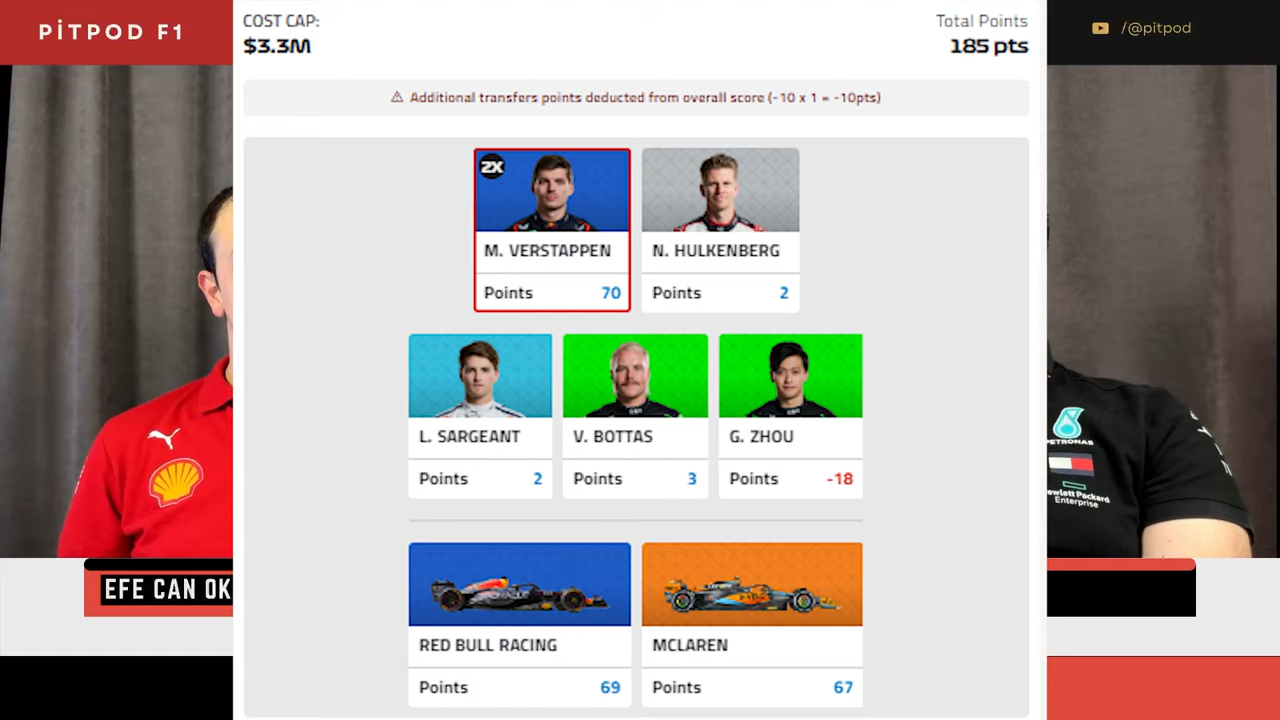 PİTPOD F1
/@pitpod
COST CAP:
$3.3M
Total Points
185 pts
⚠ Additional transfers points deducted from overall score (-10 x 1 = -10pts)
2X
M. VERSTAPPEN
Points 70
N. HULKENBERG
Points 2
L. SARGEANT
Points 2
V. BOTTAS
Points 3
G. ZHOU
Points -18
RED BULL RACING
Points 69
MCLAREN
Points 67
PETRONAS
Hewlett Packard
Enterprise
EFE CAN OK